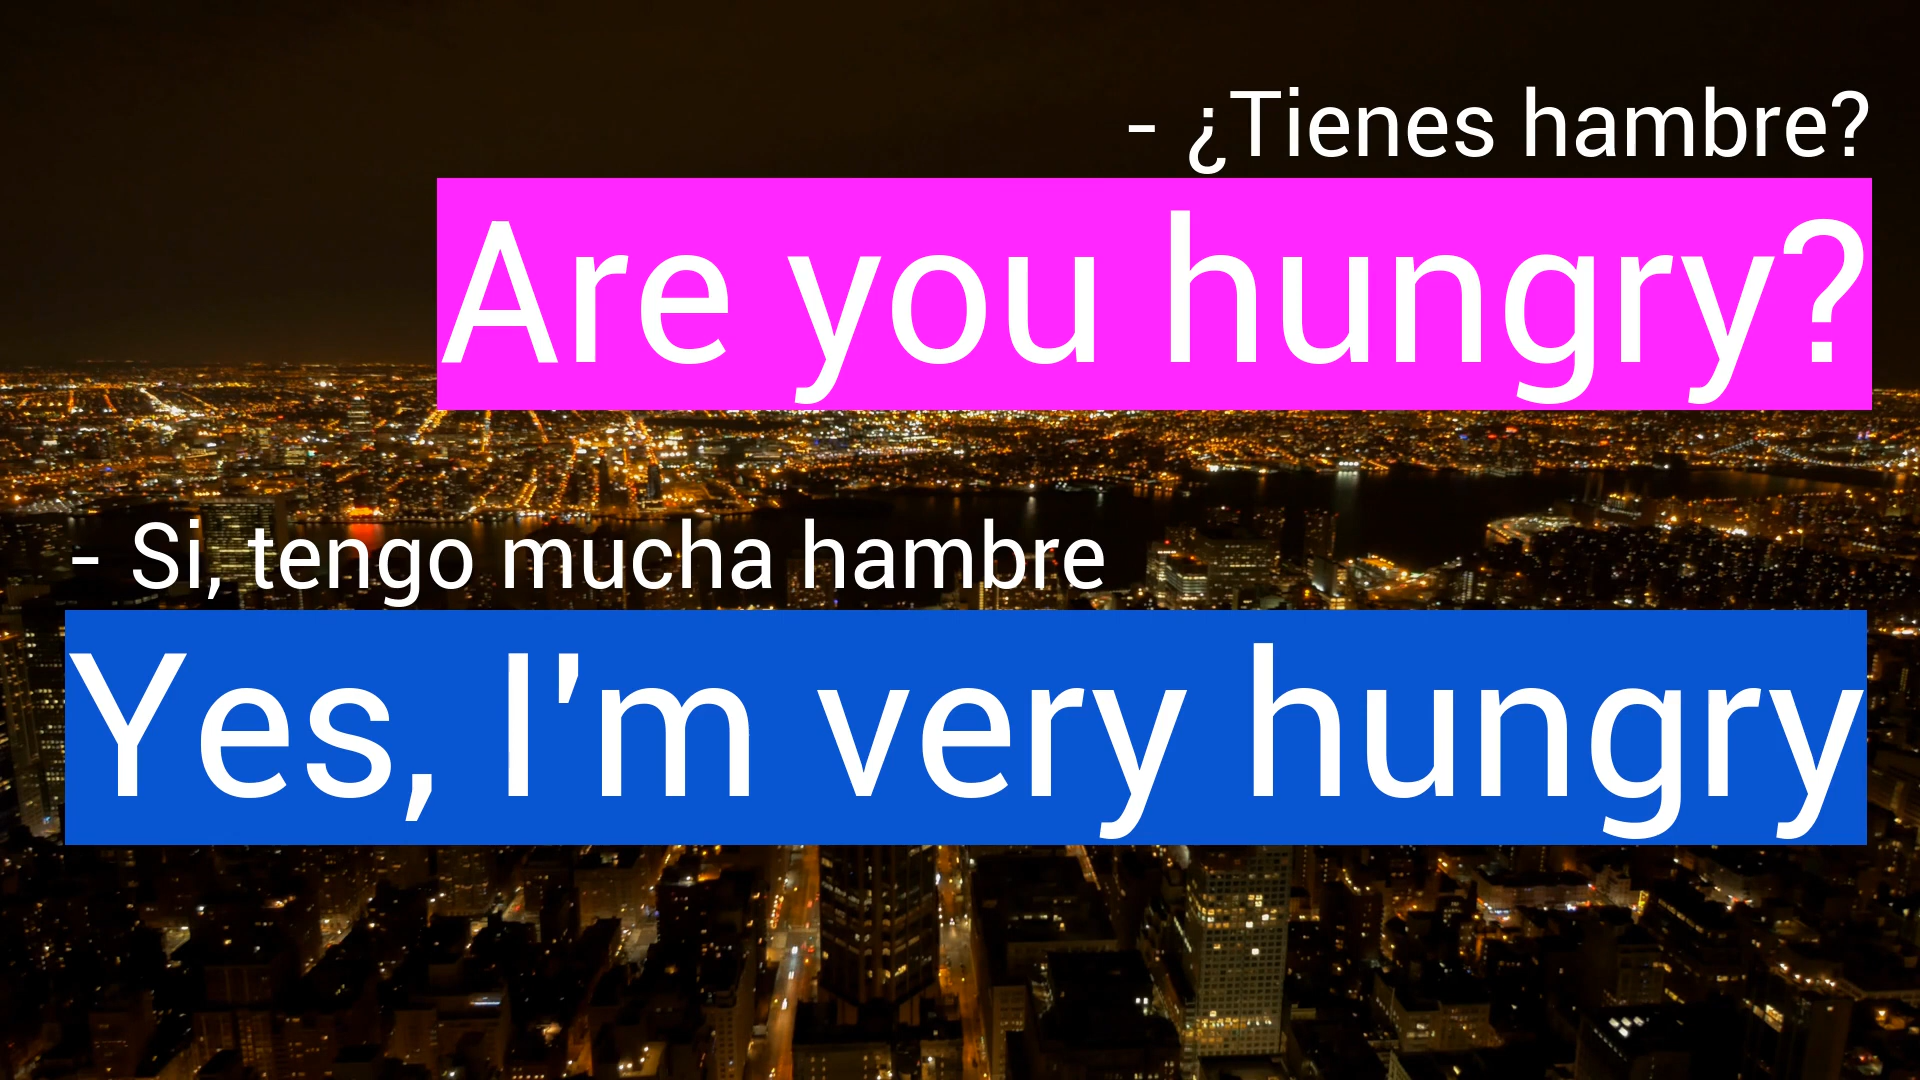 - ¿Tienes hambre?
Are you hungry?
- Si, tengo mucha hambre
Yes, I'm very hungry